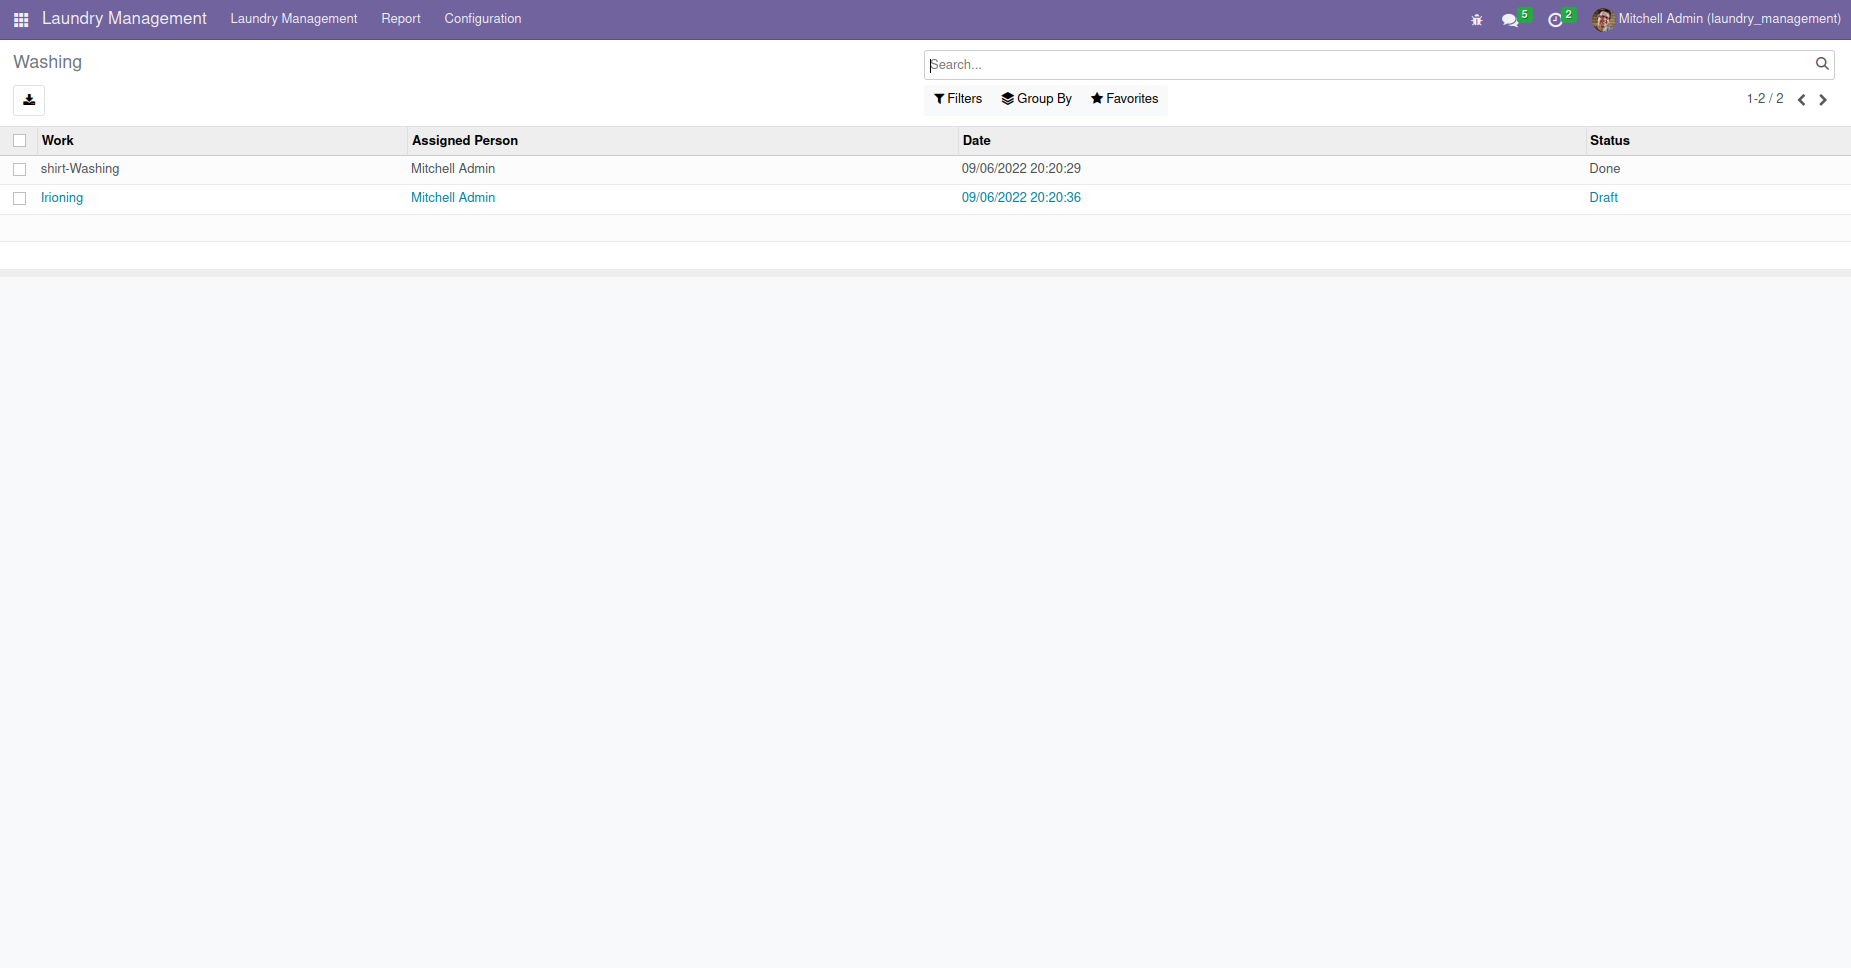 Laundry Management Laundry Management Report Configuration 5 2 Mitchell Admin (laundry_management)
Washing
Search...
Filters Group By Favorites 1-2 / 2
Work Assigned Person Date Status
shirt-Washing Mitchell Admin 09/06/2022 20:20:29 Done
Irioning Mitchell Admin 09/06/2022 20:20:36 Draft